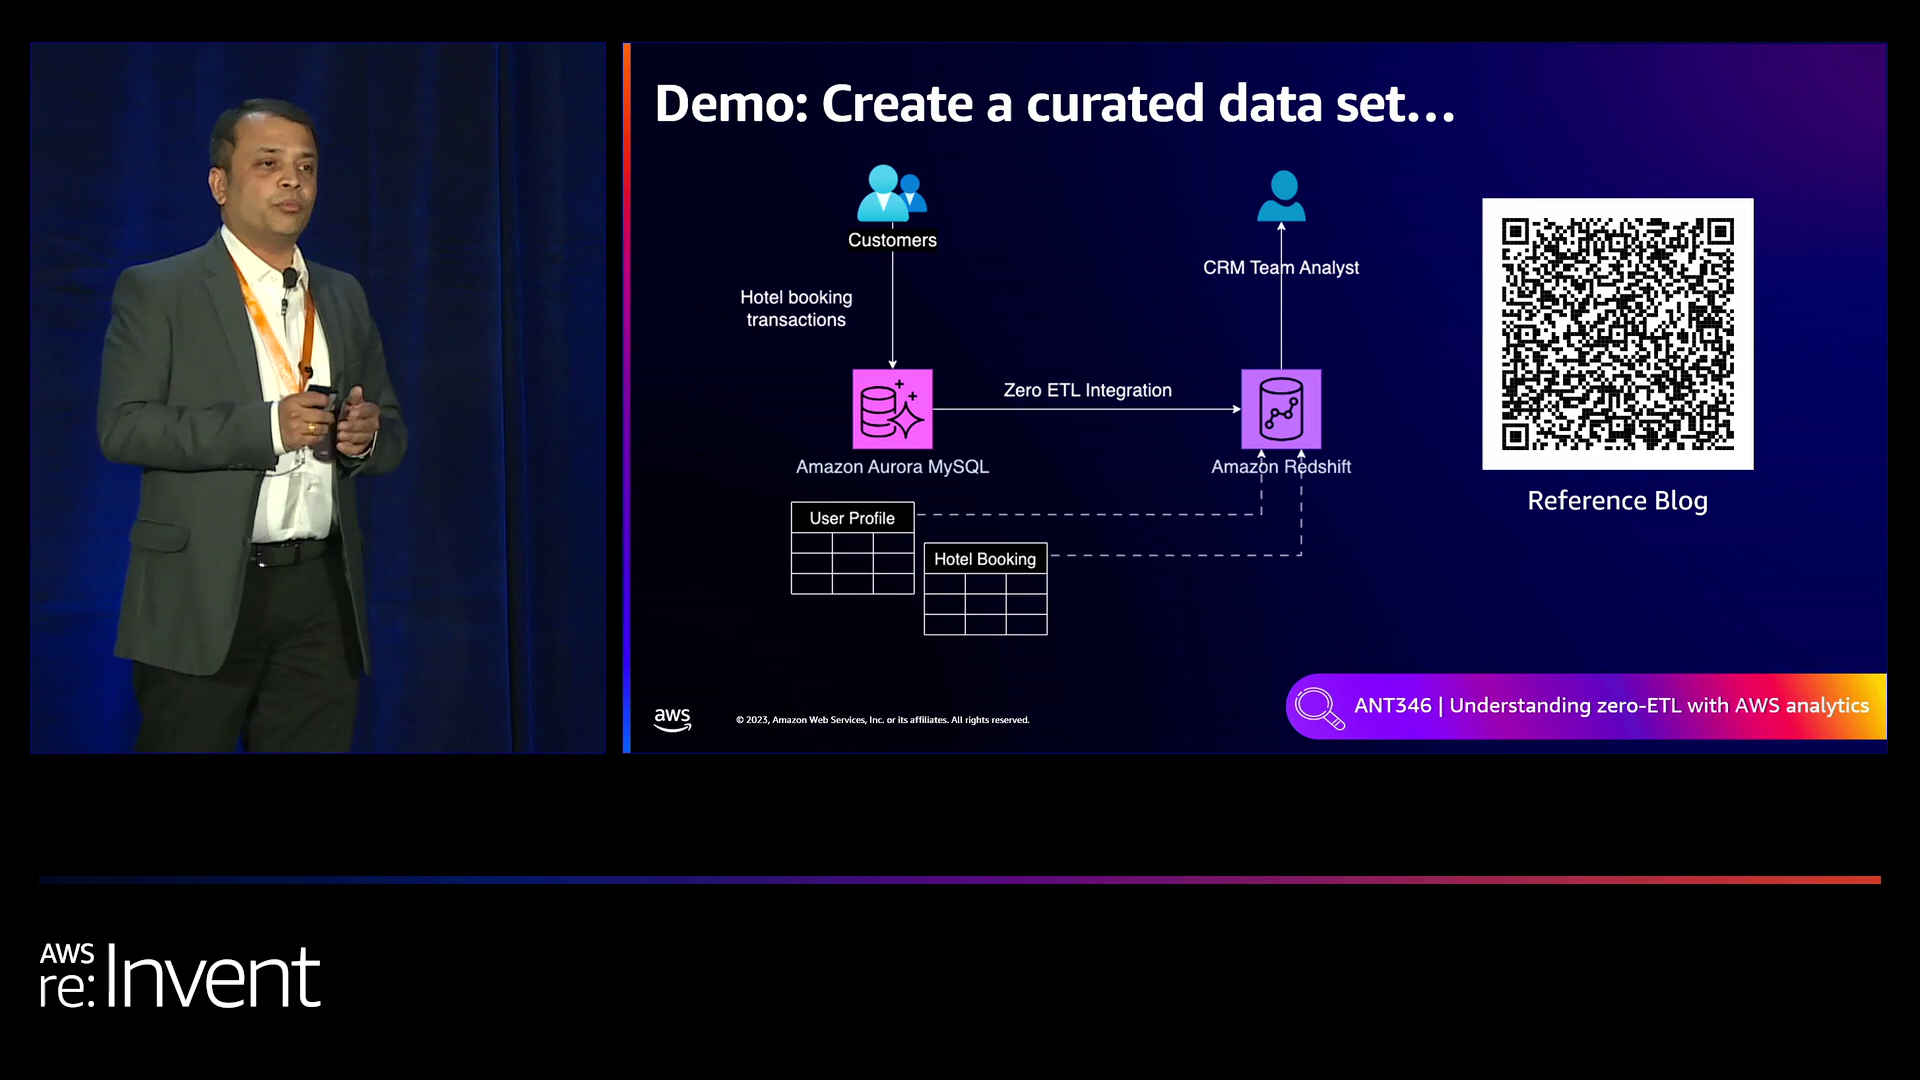 Demo: Create a curated data set...
Customers
CRM Team Analyst
Hotel booking
transactions
Zero ETL Integration
Amazon Aurora MySQL
Amazon Redshift
User Profile
Hotel Booking
Reference Blog
aws
© 2023, Amazon Web Services, Inc. or its affiliates. All rights reserved.
ANT346 | Understanding zero-ETL with AWS analytics
AWS
re:Invent